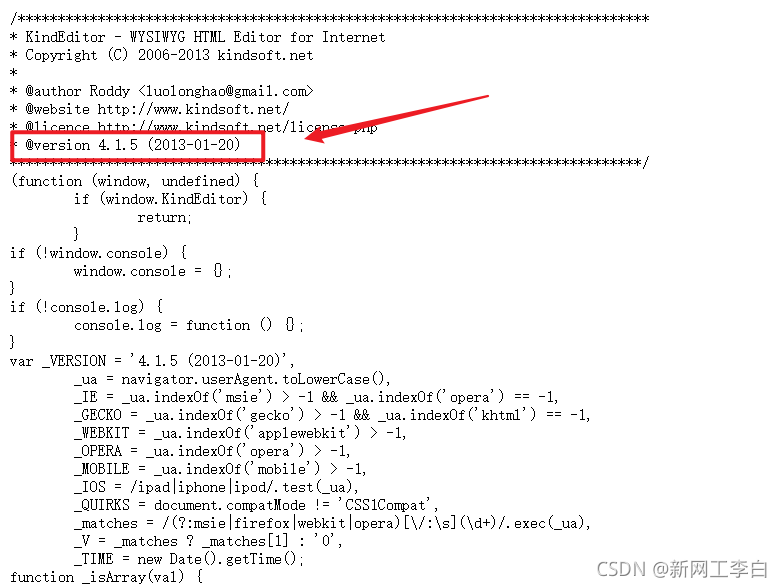 /******************************************************************************
* KindEditor - WYSIWYG HTML Editor for Internet
* Copyright (C) 2006-2013 kindsoft.net
*
* @author Roddy <luolonghao@gmail.com>
* @website http://www.kindsoft.net/
* @licence http://www.kindsoft.net/license.php
* @version 4.1.5 (2013-01-20)
*******************************************************************************/
(function (window, undefined) {
        if (window.KindEditor) {
                return;
        }
if (!window.console) {
        window.console = {};
}
if (!console.log) {
        console.log = function () {};
}
var _VERSION = '4.1.5 (2013-01-20)',
        _ua = navigator.userAgent.toLowerCase(),
        _IE = _ua.indexOf('msie') > -1 && _ua.indexOf('opera') == -1,
        _GECKO = _ua.indexOf('gecko') > -1 && _ua.indexOf('khtml') == -1,
        _WEBKIT = _ua.indexOf('applewebkit') > -1,
        _OPERA = _ua.indexOf('opera') > -1,
        _MOBILE = _ua.indexOf('mobile') > -1,
        _IOS = /ipad|iphone|ipod/.test(_ua),
        _QUIRKS = document.compatMode != 'CSS1Compat',
        _matches = /(?:msie|firefox|webkit|opera)[\/:\s](\d+)/.exec(_ua),
        _V = _matches ? _matches[1] : '0',
        _TIME = new Date().getTime();
function _isArray(val) {
CSDN @新网工李白